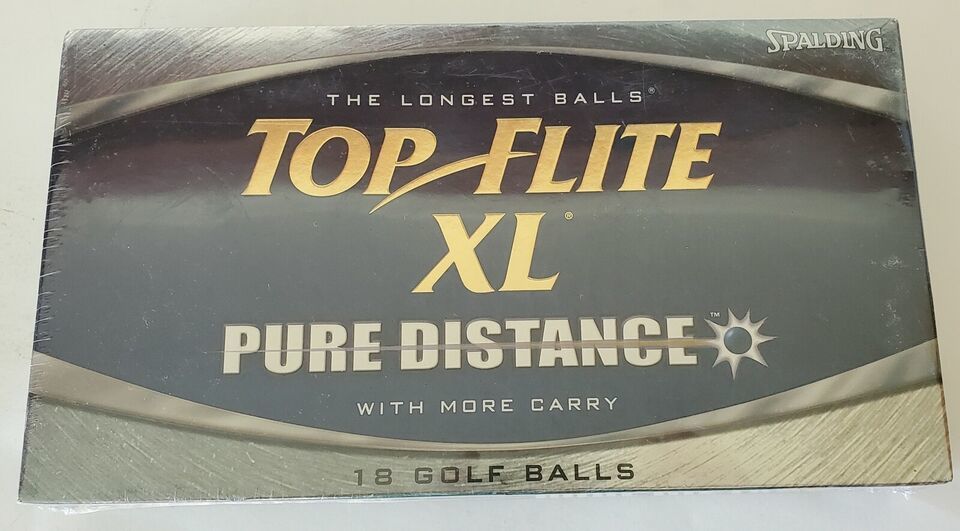 SPALDING
THE LONGEST BALLS®
TOP-FLITE
XL®
PURE DISTANCE™
WITH MORE CARRY
18 GOLF BALLS